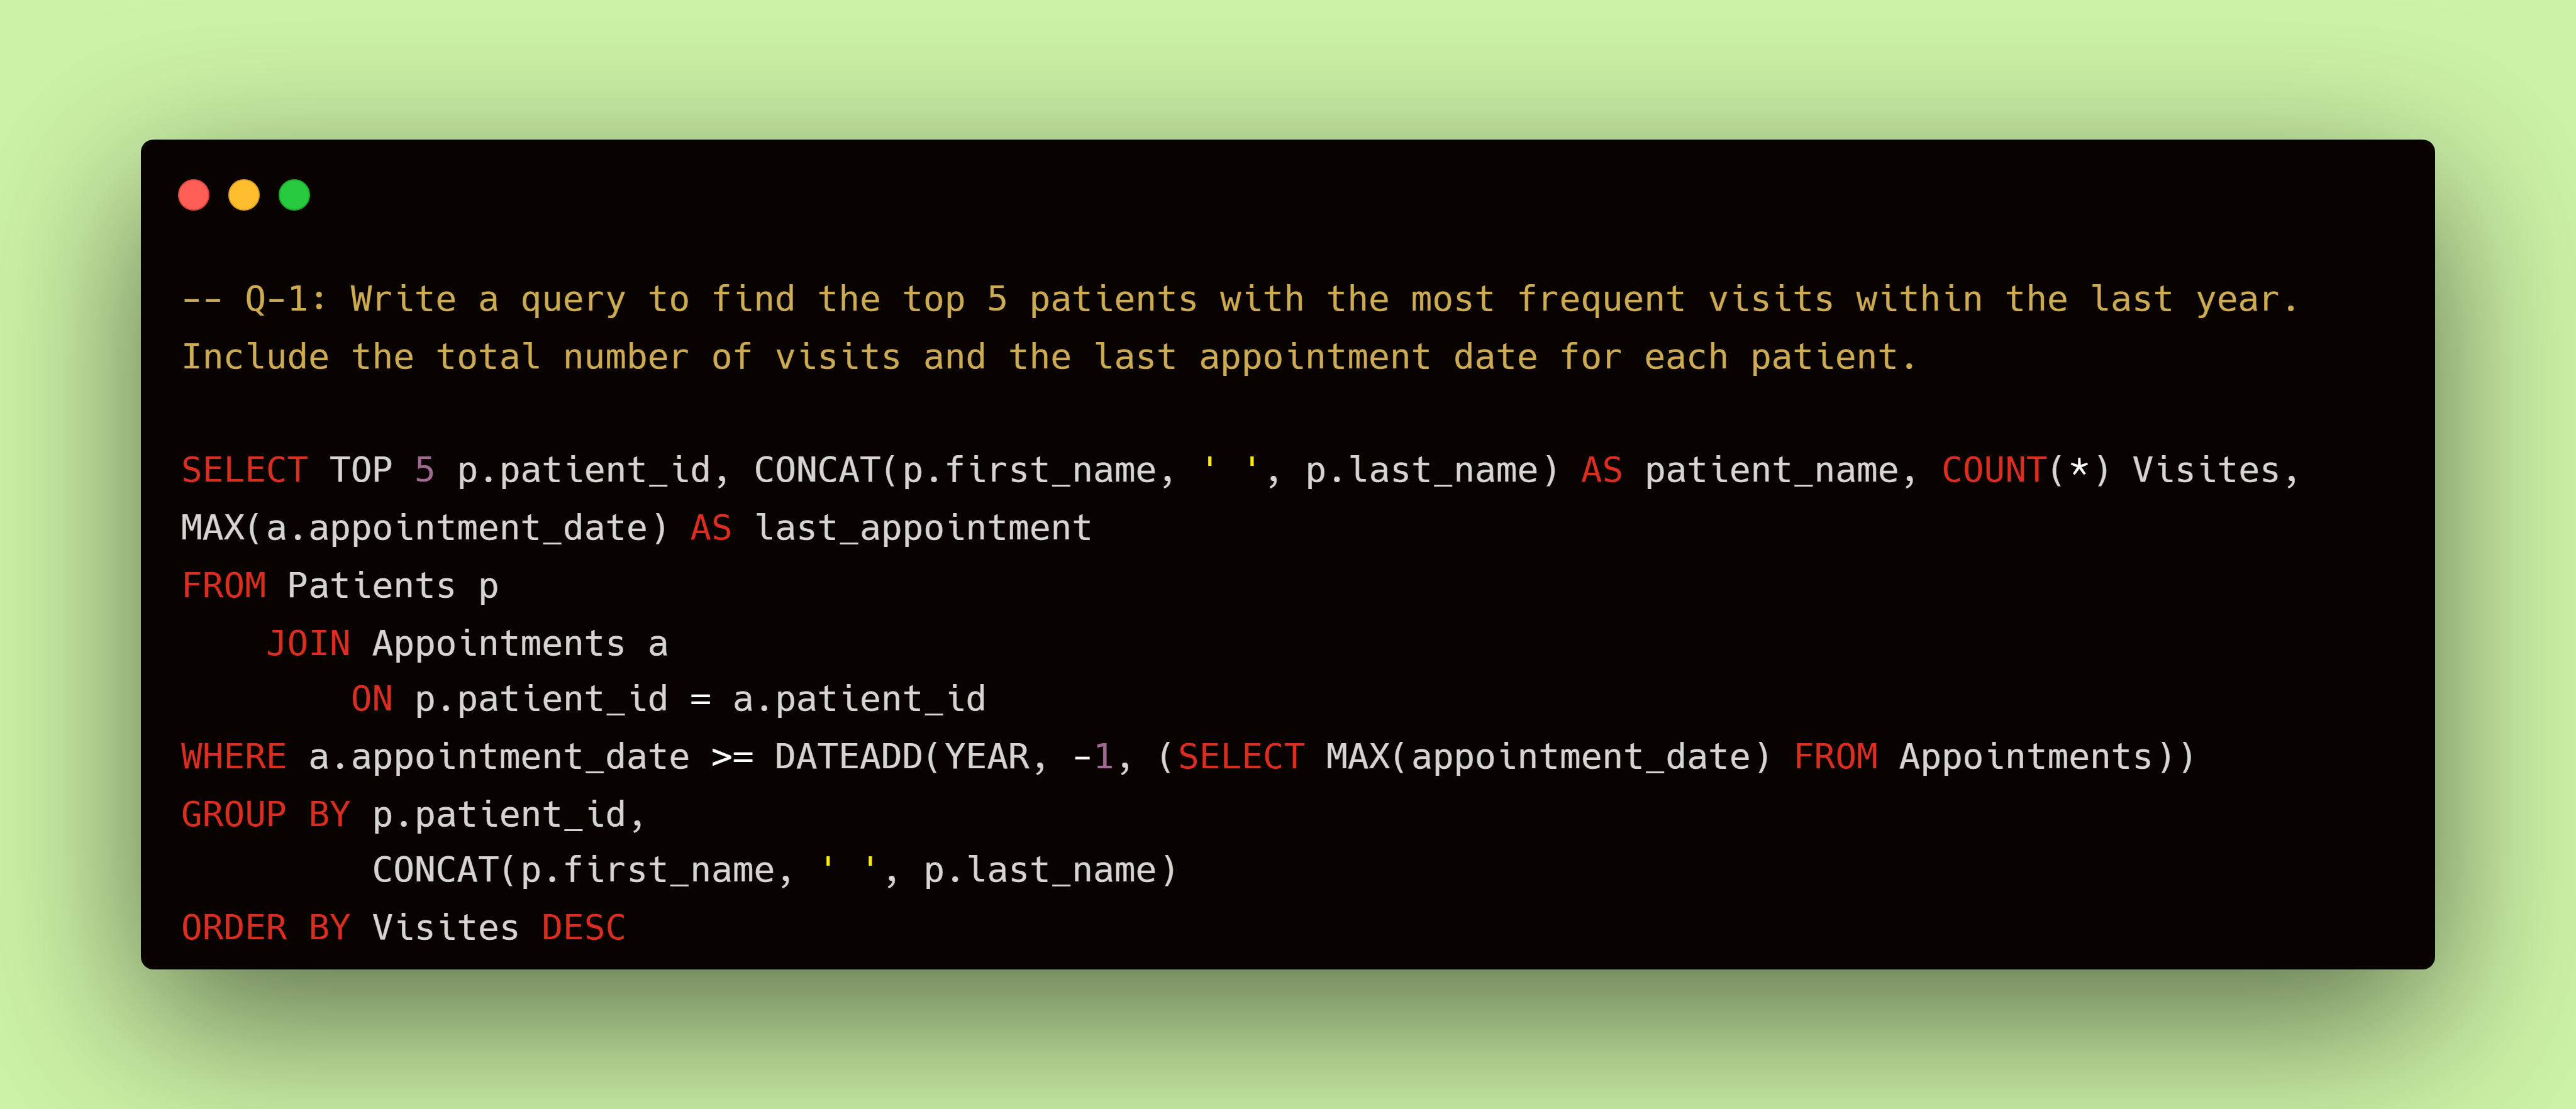 -- Q-1: Write a query to find the top 5 patients with the most frequent visits within the last year.
Include the total number of visits and the last appointment date for each patient.
SELECT TOP 5 p.patient_id, CONCAT(p.first_name, ' ', p.last_name) AS patient_name, COUNT(*) Visites,
MAX(a.appointment_date) AS last_appointment
FROM Patients p
    JOIN Appointments a
        ON p.patient_id = a.patient_id
WHERE a.appointment_date >= DATEADD(YEAR, -1, (SELECT MAX(appointment_date) FROM Appointments))
GROUP BY p.patient_id,
         CONCAT(p.first_name, ' ', p.last_name)
ORDER BY Visites DESC